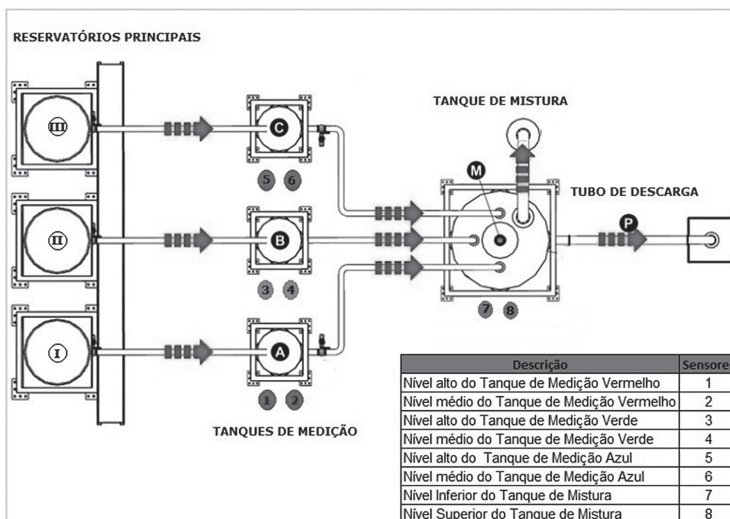 RESERVATÓRIOS PRINCIPAIS
TANQUE DE MISTURA
III
C
5 6
M
TUBO DE DESCARGA
P
II
B
3 4
7 8
I
A
1 2
TANQUES DE MEDIÇÃO
Descrição Sensore
Nível alto do Tanque de Medição Vermelho 1
Nível médio do Tanque de Medição Vermelho 2
Nível alto do Tanque de Medição Verde 3
Nível médio do Tanque de Medição Verde 4
Nível alto do Tanque de Medição Azul 5
Nível médio do Tanque de Medição Azul 6
Nível Inferior do Tanque de Mistura 7
Nível Superior do Tanque de Mistura 8